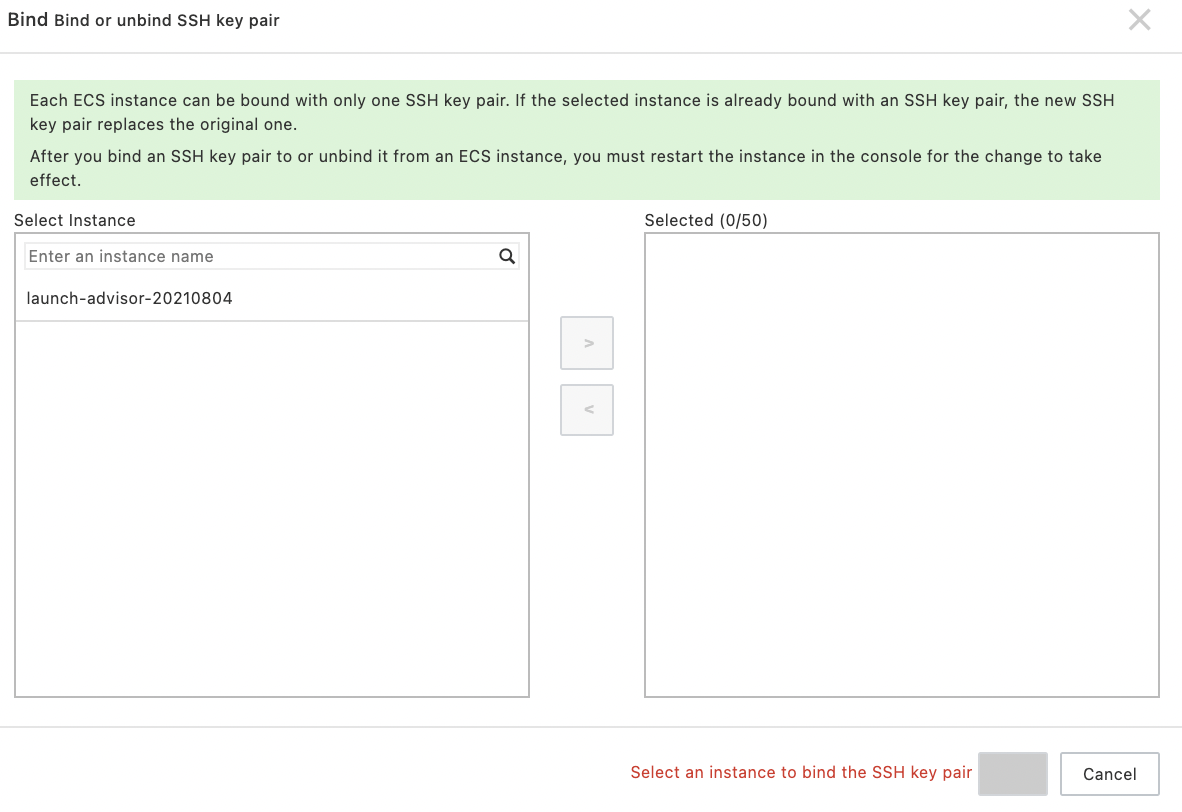 Bind Bind or unbind SSH key pair
Each ECS instance can be bound with only one SSH key pair. If the selected instance is already bound with an SSH key pair, the new SSH
key pair replaces the original one.
After you bind an SSH key pair to or unbind it from an ECS instance, you must restart the instance in the console for the change to take
effect.
Select Instance
Enter an instance name
launch-advisor-20210804
>
<
Selected (0/50)
Select an instance to bind the SSH key pair
Cancel